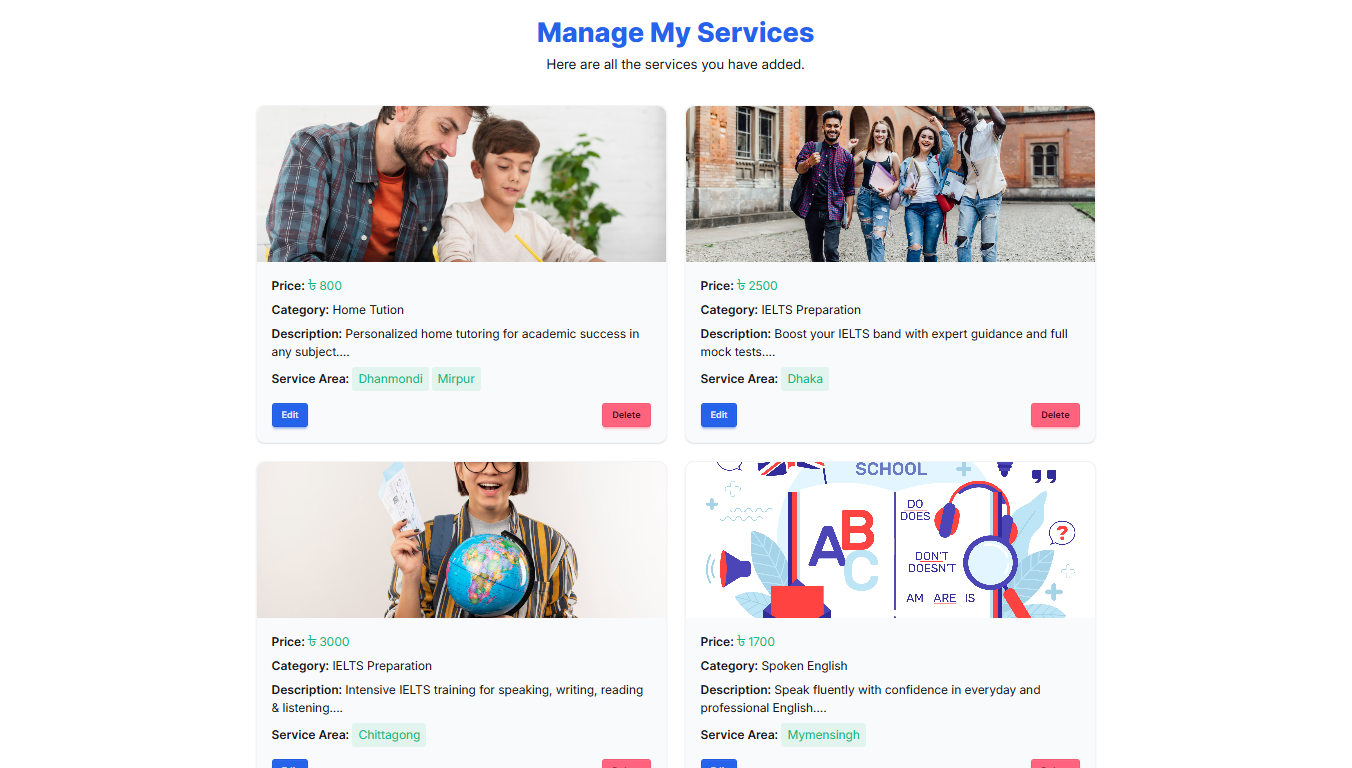 Manage My Services
Here are all the services you have added.
Price: ৳ 800
Category: Home Tution
Description: Personalized home tutoring for academic success in
any subject....
Service Area: Dhanmondi Mirpur
Edit Delete
Price: ৳ 2500
Category: IELTS Preparation
Description: Boost your IELTS band with expert guidance and full
mock tests....
Service Area: Dhaka
Edit Delete
Price: ৳ 3000
Category: IELTS Preparation
Description: Intensive IELTS training for speaking, writing, reading
& listening....
Service Area: Chittagong
SCHOOL
ABC
DO
DOES
DON'T
DOESN'T
AM ARE IS
?
Price: ৳ 1700
Category: Spoken English
Description: Speak fluently with confidence in everyday and
professional English....
Service Area: Mymensingh